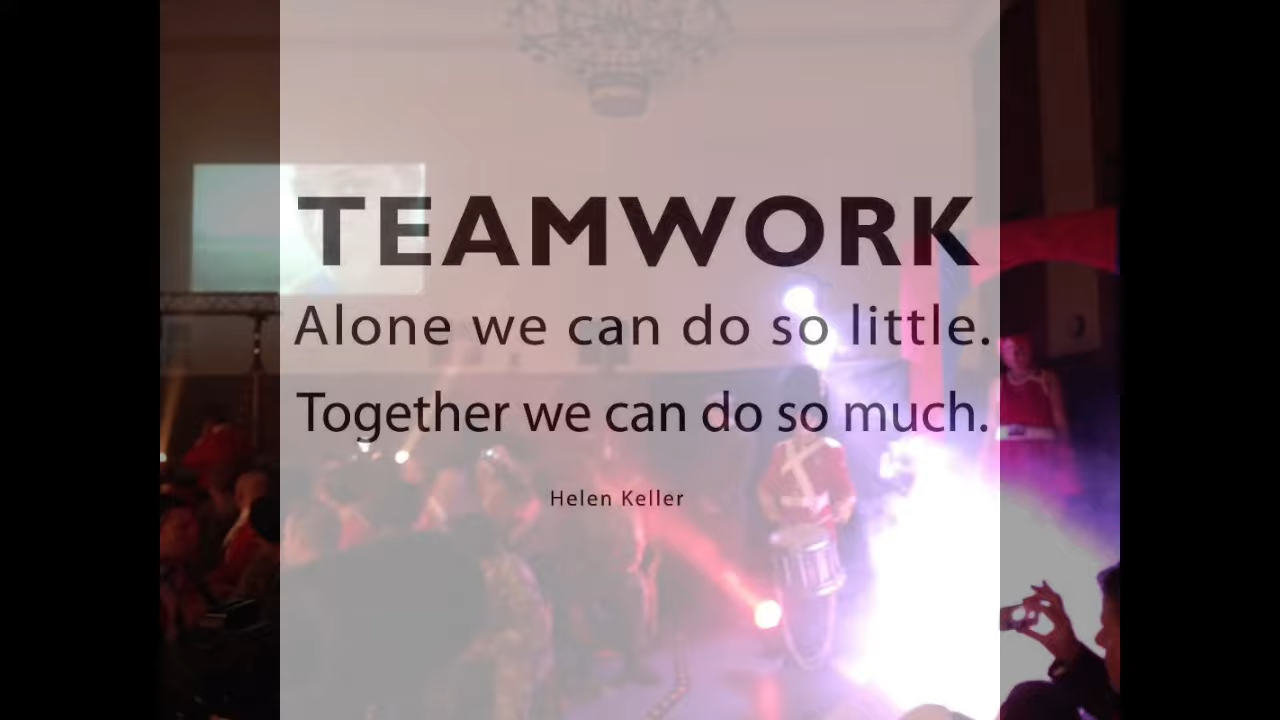 TEAMWORK
Alone we can do so little.
Together we can do so much.
Helen Keller